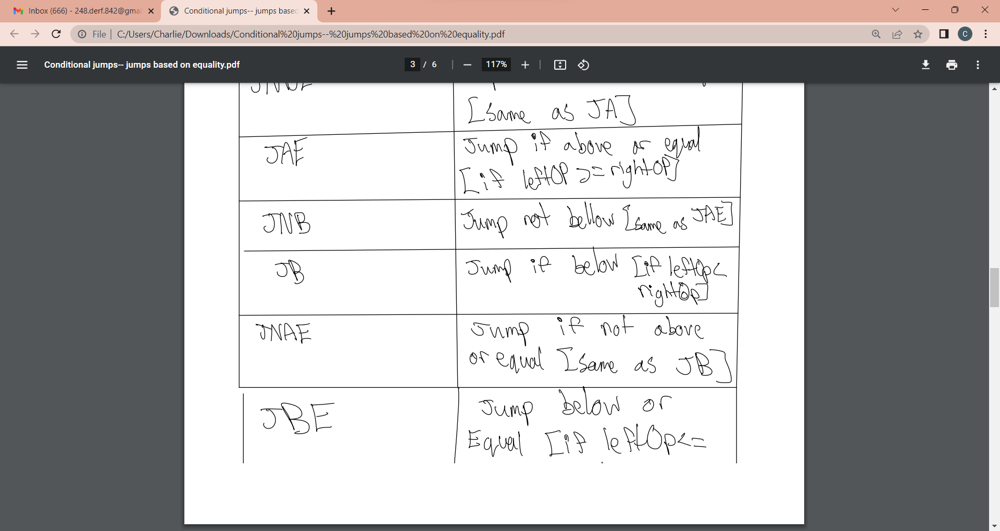 Inbox (666) - 248.derf.842@gmai
Conditional jumps-- jumps based
File | C:/Users/Charlie/Downloads/Conditional%20jumps--%20jumps%20based%20on%20equality.pdf
C
Conditional jumps-- jumps based on equality.pdf
3 / 6
117%
[same as JA]
JAE
Jump if above or equal
[if leftOP >= rightOP]
JNB
Jump not bellow [same as JAE]
JB
Jump if below [if leftOp<
rightOp]
JNAE
Jump if not above
or equal [same as JB]
JBE
Jump below or
Equal [if leftOp<=